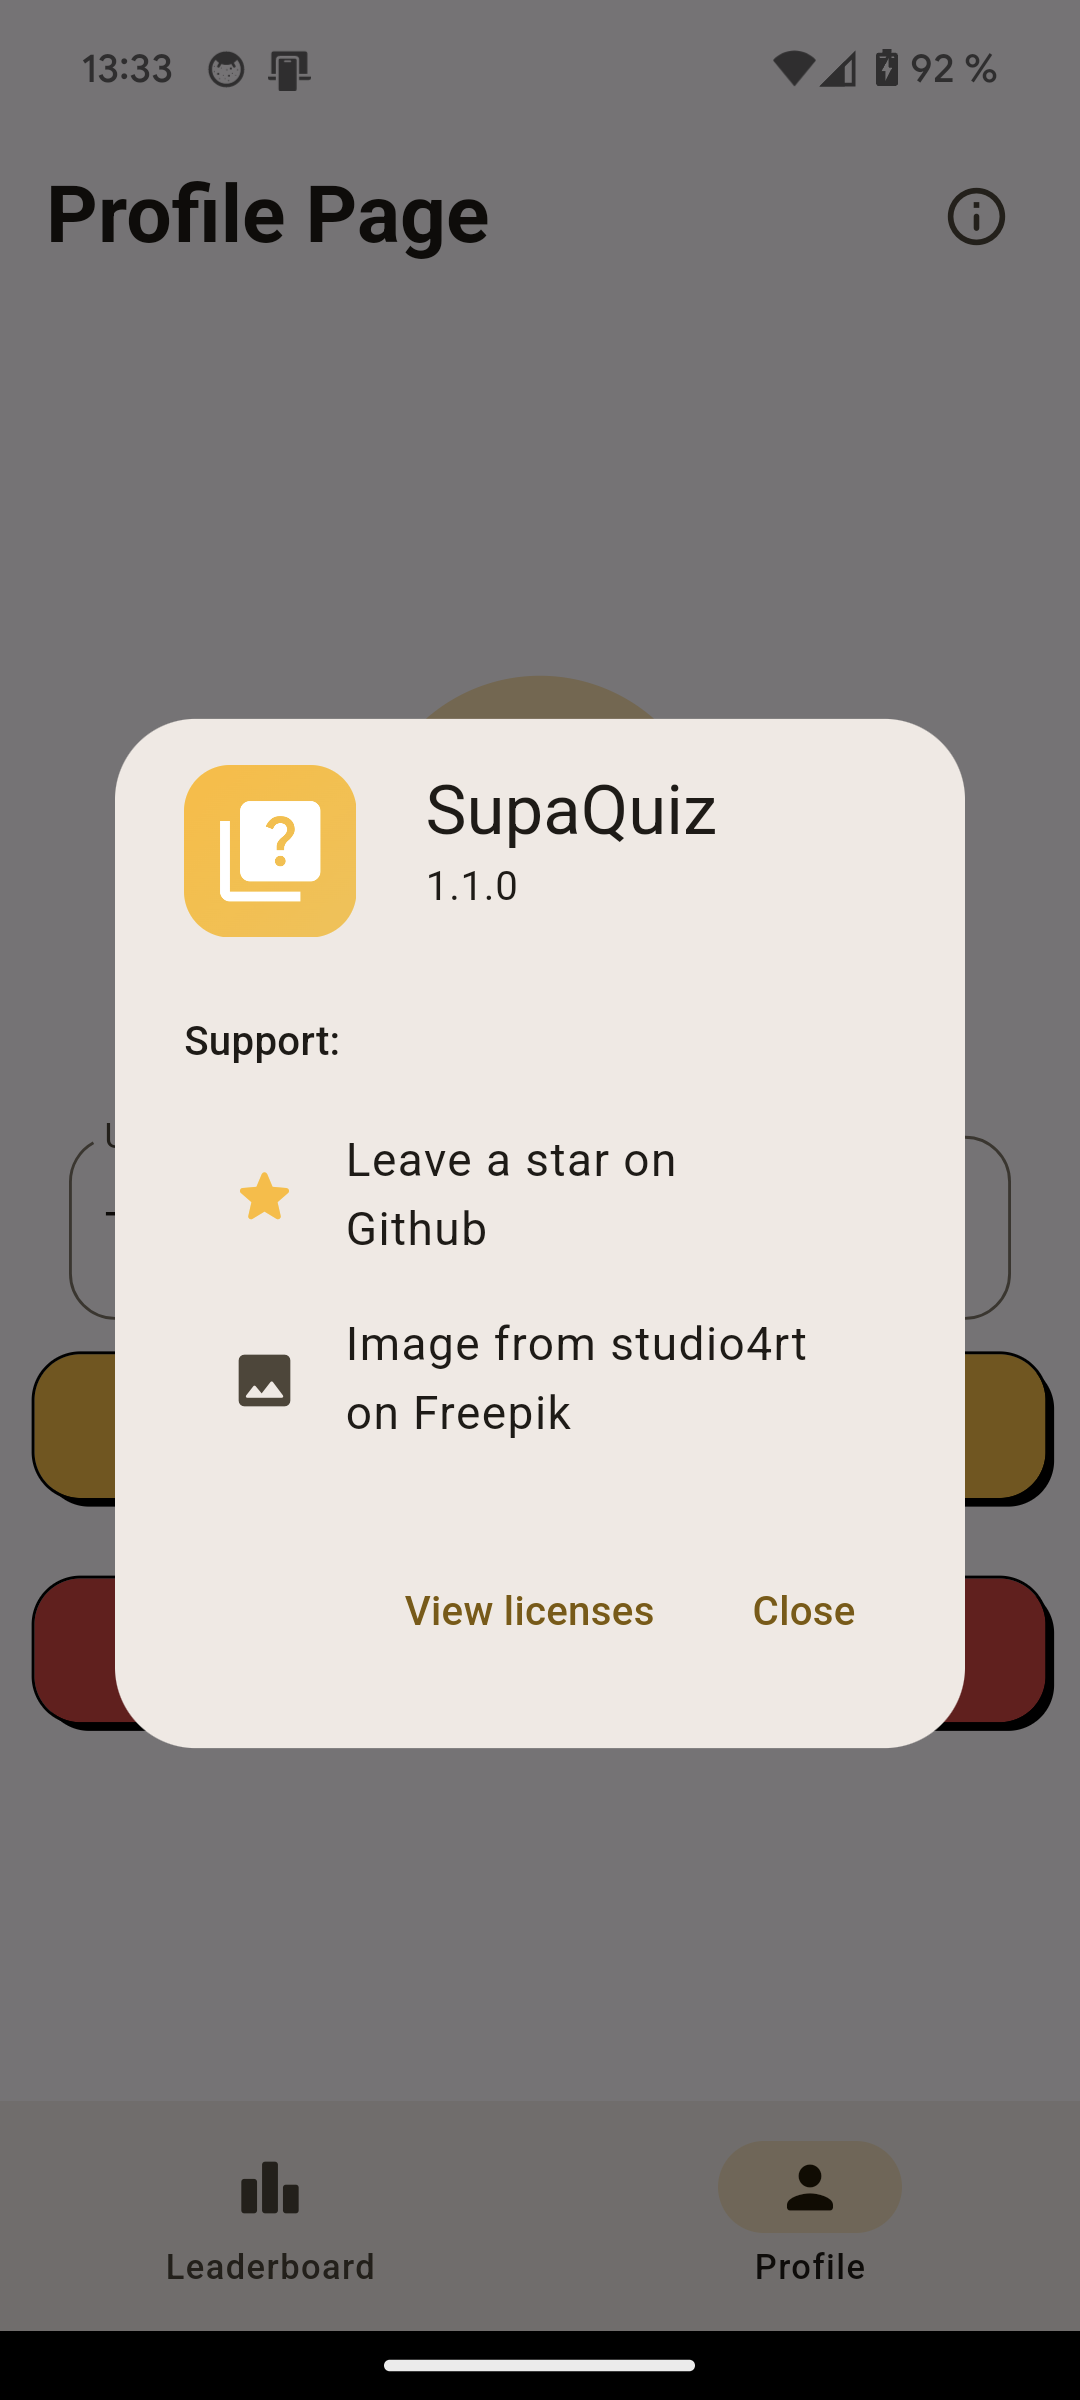 13:33
92 %
Profile Page
SupaQuiz
1.1.0
Support:
Leave a star on
Github
Image from studio4rt
on Freepik
View licenses
Close
Leaderboard
Profile